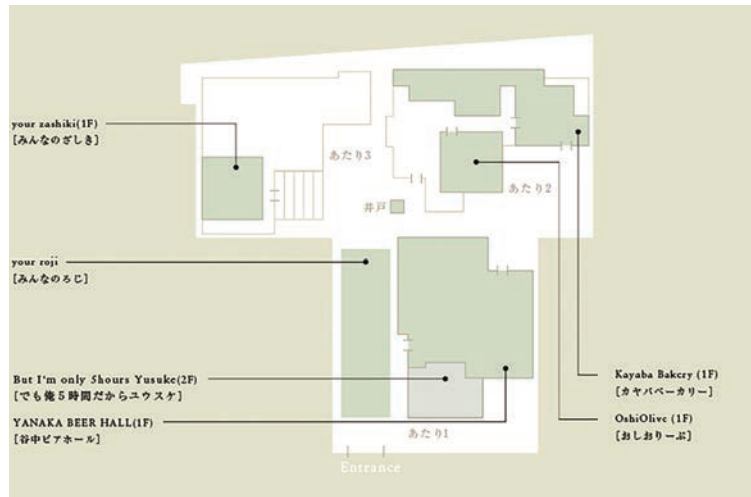 your zashiki(1F)
[みんなのざしき]
あたり3
あたり2
井戸
your roji
[みんなのろじ]
But I'm only 5hours Yusuke(2F)
[でも俺5時間だからユウスケ]
YANAKA BEER HALL(1F)
[谷中ビアホール]
Kayaba Bakery (1F)
[カヤバベーカリー]
OshiOlive (1F)
[おしおりーぶ]
あたり1
Entrance